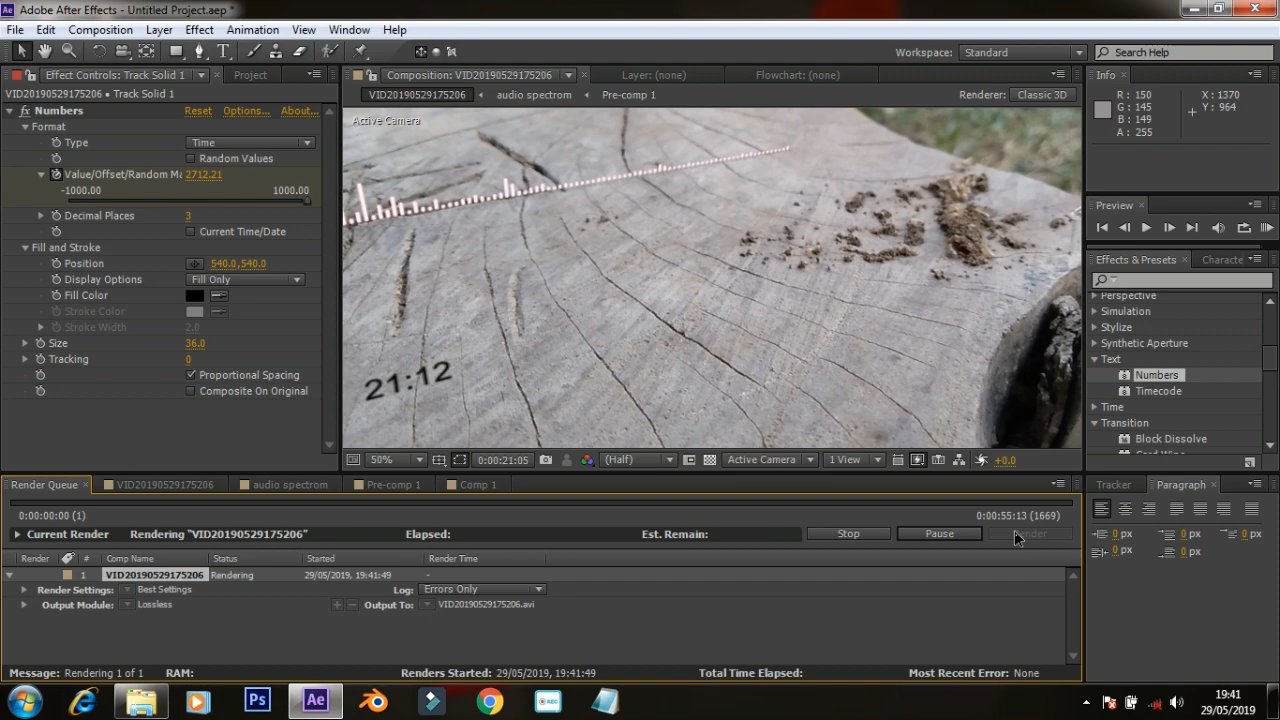 Adobe After Effects - Untitled Project.aep *
File Edit Composition Layer Effect Animation View Window Help
Workspace: Standard Search Help
Effect Controls: Track Solid 1 Project Composition: VID20190529175206 Layer: (none) Flowchart: (none) Info
VID20190529175206 • Track Solid 1
VID20190529175206 audio spectrom Pre-comp 1 Renderer: Classic 3D
Active Camera
R: 150 X: 1370
G: 145 Y: 964
B: 149
A: 255
fx Numbers Reset Options... About...
Format
Type Time
Random Values
Value/Offset/Random Ma 2712.21
-1000.00 1000.00
Decimal Places 3
Current Time/Date
Fill and Stroke
Position 540.0,540.0
Display Options Fill Only
Fill Color
Stroke Color
Stroke Width 2.0
Size 36.0
Tracking 0
Proportional Spacing
Composite On Original
21:12
Preview
Effects & Presets Characte
Perspective
Simulation
Stylize
Synthetic Aperture
Text
Numbers
Timecode
Time
Transition
Block Dissolve
50% 0:00:21:05 (Half) Active Camera 1 View +0.0
Render Queue VID20190529175206 audio spectrom Pre-comp 1 Comp 1
0:00:00:00 (1) 0:00:55:13 (1669)
Current Render Rendering "VID20190529175206" Elapsed: Est. Remain: Stop Pause
Render # Comp Name Status Started Render Time
1 VID20190529175206 Rendering 29/05/2019, 19:41:49 -
Render Settings: Best Settings Log: Errors Only
Output Module: Lossless + − Output To: VID20190529175206.avi
Message: Rendering 1 of 1 RAM: Renders Started: 29/05/2019, 19:41:49 Total Time Elapsed: Most Recent Error: None
Tracker Paragraph
0 px 0 px 0 px
0 px 0 px
Ps Ae
19:41
29/05/2019